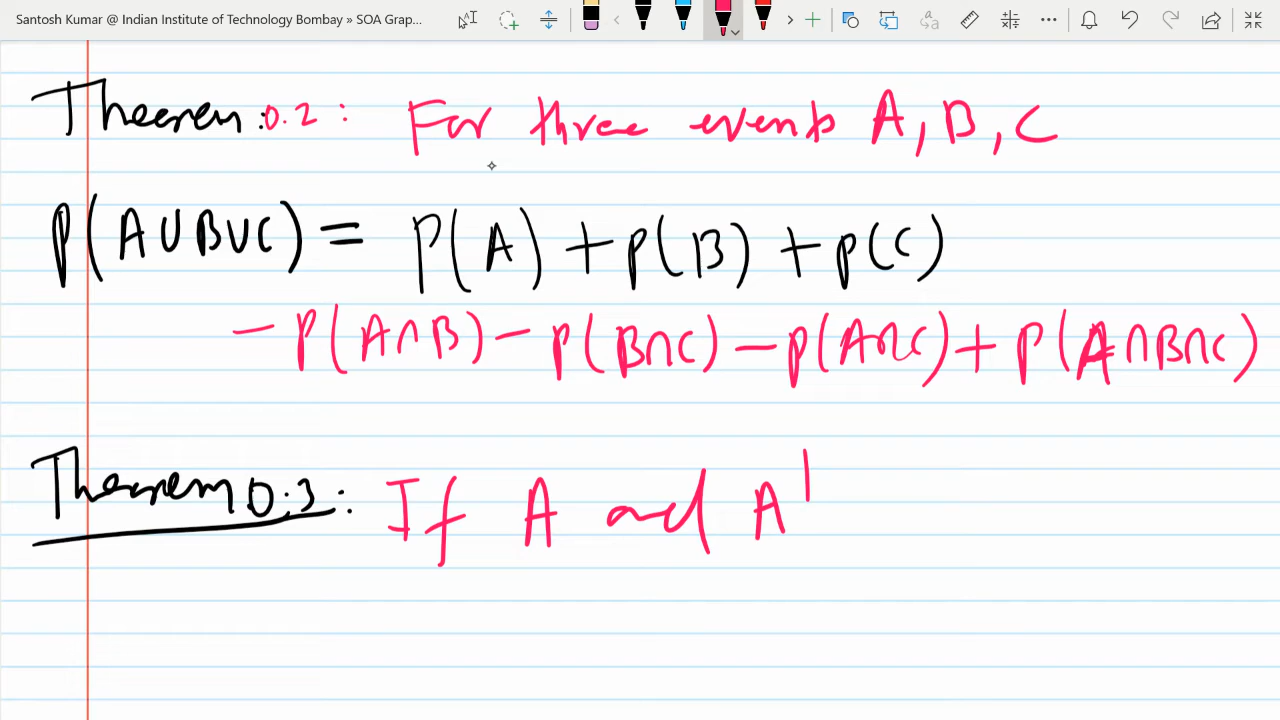 Santosh Kumar @ Indian Institute of Technology Bombay » SOA Grap...
Theorem:0.2: For three events A, B, C
P(A∪B∪C) = P(A) + P(B) + P(C)
- P(A∩B) - P(B∩C) - P(A∩C) + P(A∩B∩C)
Theorem 0.3: If A and A'